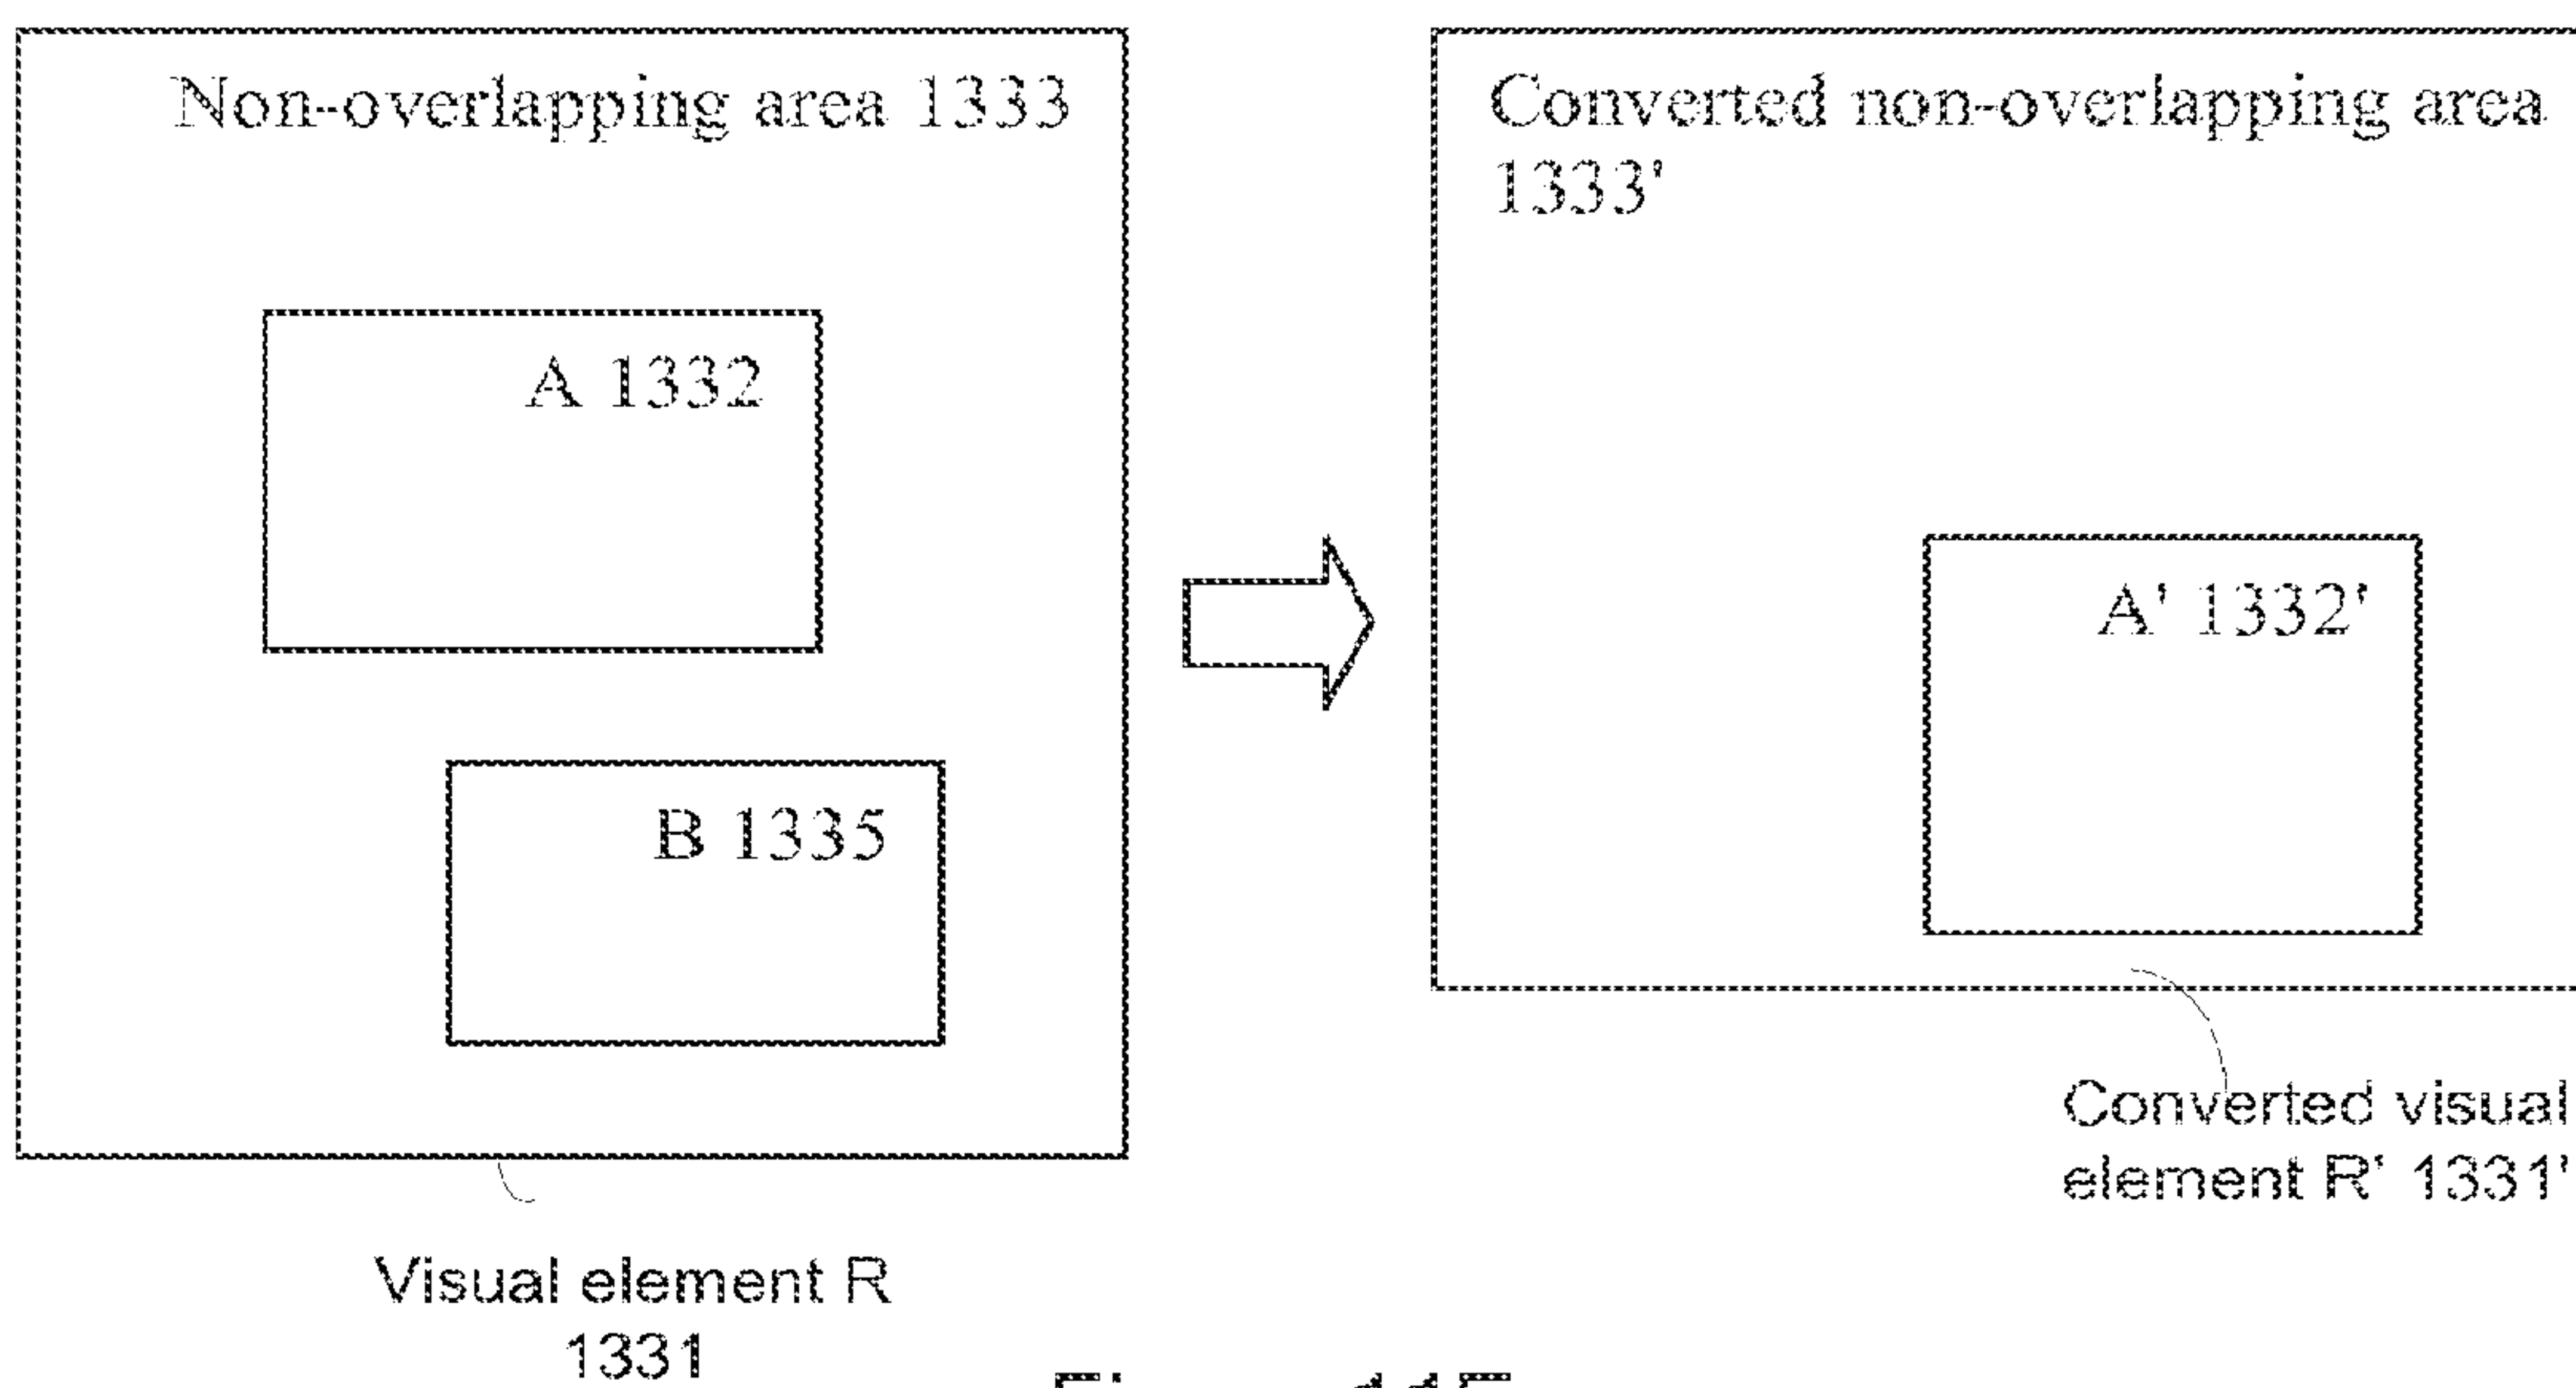 Non-overlapping area 1333
A 1332
B 1335
Visual element R
1331
Converted non-overlapping area
1333'
A' 1332'
Converted visual
element R' 1331'